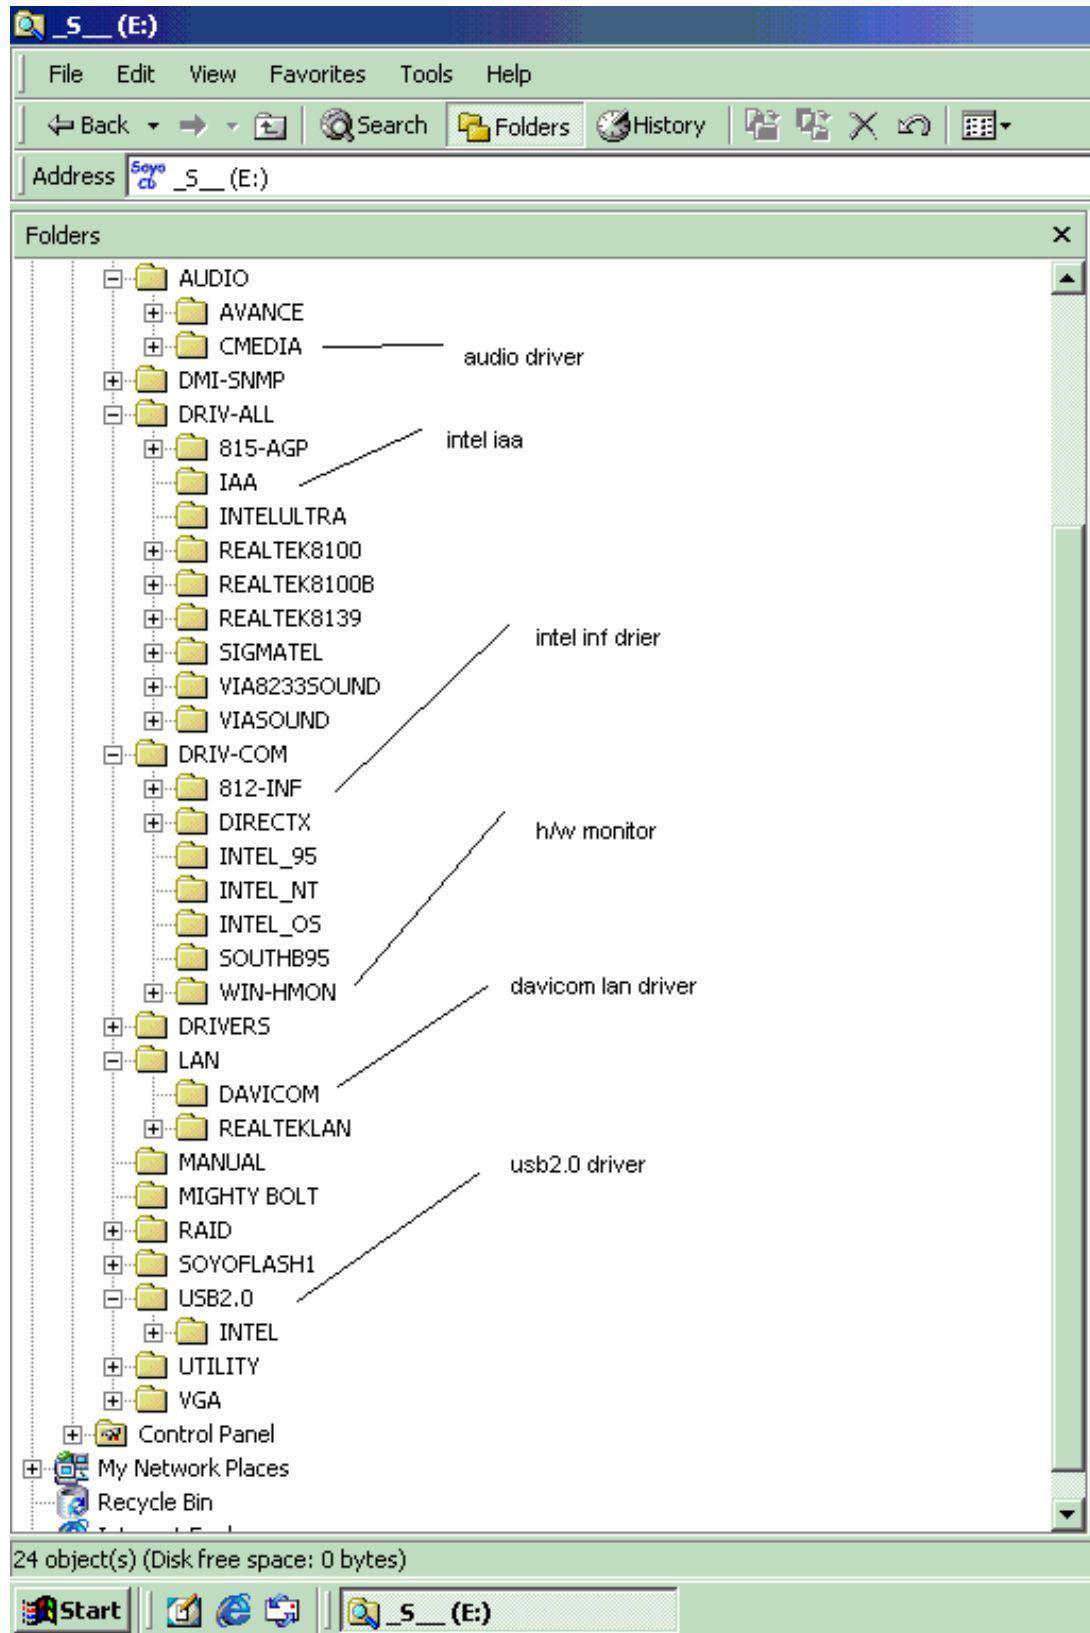 _S__ (E:)
File Edit View Favorites Tools Help
Back Search Folders History
Address Soyo CD _S__ (E:)
Folders
AUDIO
AVANCE
CMEDIA
audio driver
DMI-SNMP
DRIV-ALL
intel iaa
815-AGP
IAA
INTELULTRA
REALTEK8100
REALTEK8100B
REALTEK8139
intel inf drier
SIGMATEL
VIA8233SOUND
VIASOUND
DRIV-COM
812-INF
DIRECTX
h/w monitor
INTEL_95
INTEL_NT
INTEL_OS
SOUTHB95
WIN-HMON
davicom lan driver
DRIVERS
LAN
DAVICOM
REALTEKLAN
MANUAL
usb2.0 driver
MIGHTY BOLT
RAID
SOYOFLASH1
USB2.0
INTEL
UTILITY
VGA
Control Panel
My Network Places
Recycle Bin
24 object(s) (Disk free space: 0 bytes)
Start _S__ (E:)